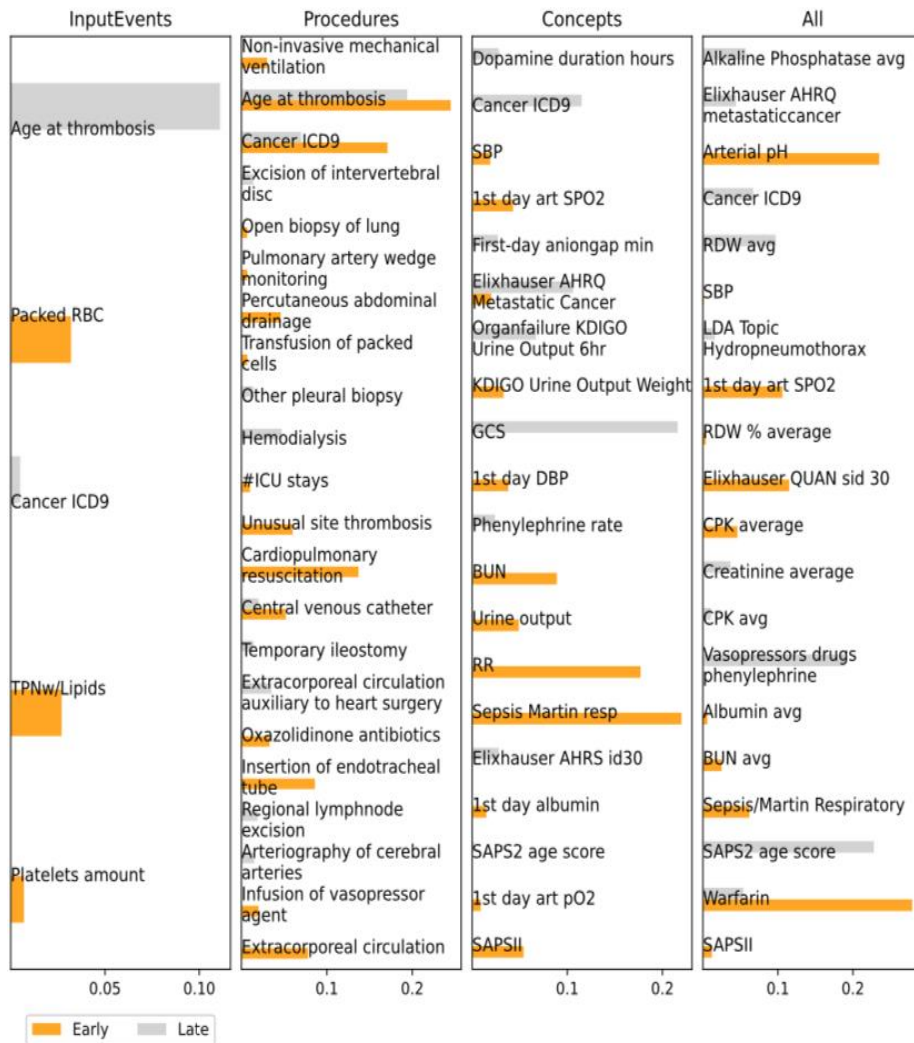 InputEvents
Age at thrombosis
Packed RBC
Cancer ICD9
TPNw/Lipids
Platelets amount
0.05
0.10
Procedures
Non-invasive mechanical
ventilation
Age at thrombosis
Cancer ICD9
Excision of intervertebral
disc
Open biopsy of lung
Pulmonary artery wedge
monitoring
Percutaneous abdominal
drainage
Transfusion of packed
cells
Other pleural biopsy
Hemodialysis
#ICU stays
Unusual site thrombosis
Cardiopulmonary
resuscitation
Central venous catheter
Temporary ileostomy
Extracorporeal circulation
auxiliary to heart surgery
Oxazolidinone antibiotics
Insertion of endotracheal
tube
Regional lymphnode
excision
Arteriography of cerebral
arteries
Infusion of vasopressor
agent
Extracorporeal circulation
0.1
0.2
Concepts
Dopamine duration hours
Cancer ICD9
SBP
1st day art SPO2
First-day aniongap min
Elixhauser AHRQ
Metastatic Cancer
Organfailure KDIGO
Urine Output 6hr
KDIGO Urine Output Weight
GCS
1st day DBP
Phenylephrine rate
BUN
Urine output
RR
Sepsis Martin resp
Elixhauser AHRS id30
1st day albumin
SAPS2 age score
1st day art pO2
SAPSII
0.1
0.2
All
Alkaline Phosphatase avg
Elixhauser AHRQ
metastaticcancer
Arterial pH
Cancer ICD9
RDW avg
SBP
LDA Topic
Hydropneumothorax
1st day art SPO2
RDW % average
Elixhauser QUAN sid 30
CPK average
Creatinine average
CPK avg
Vasopressors drugs
phenylephrine
Albumin avg
BUN avg
Sepsis/Martin Respiratory
SAPS2 age score
Warfarin
SAPSII
0.1
0.2
Early
Late